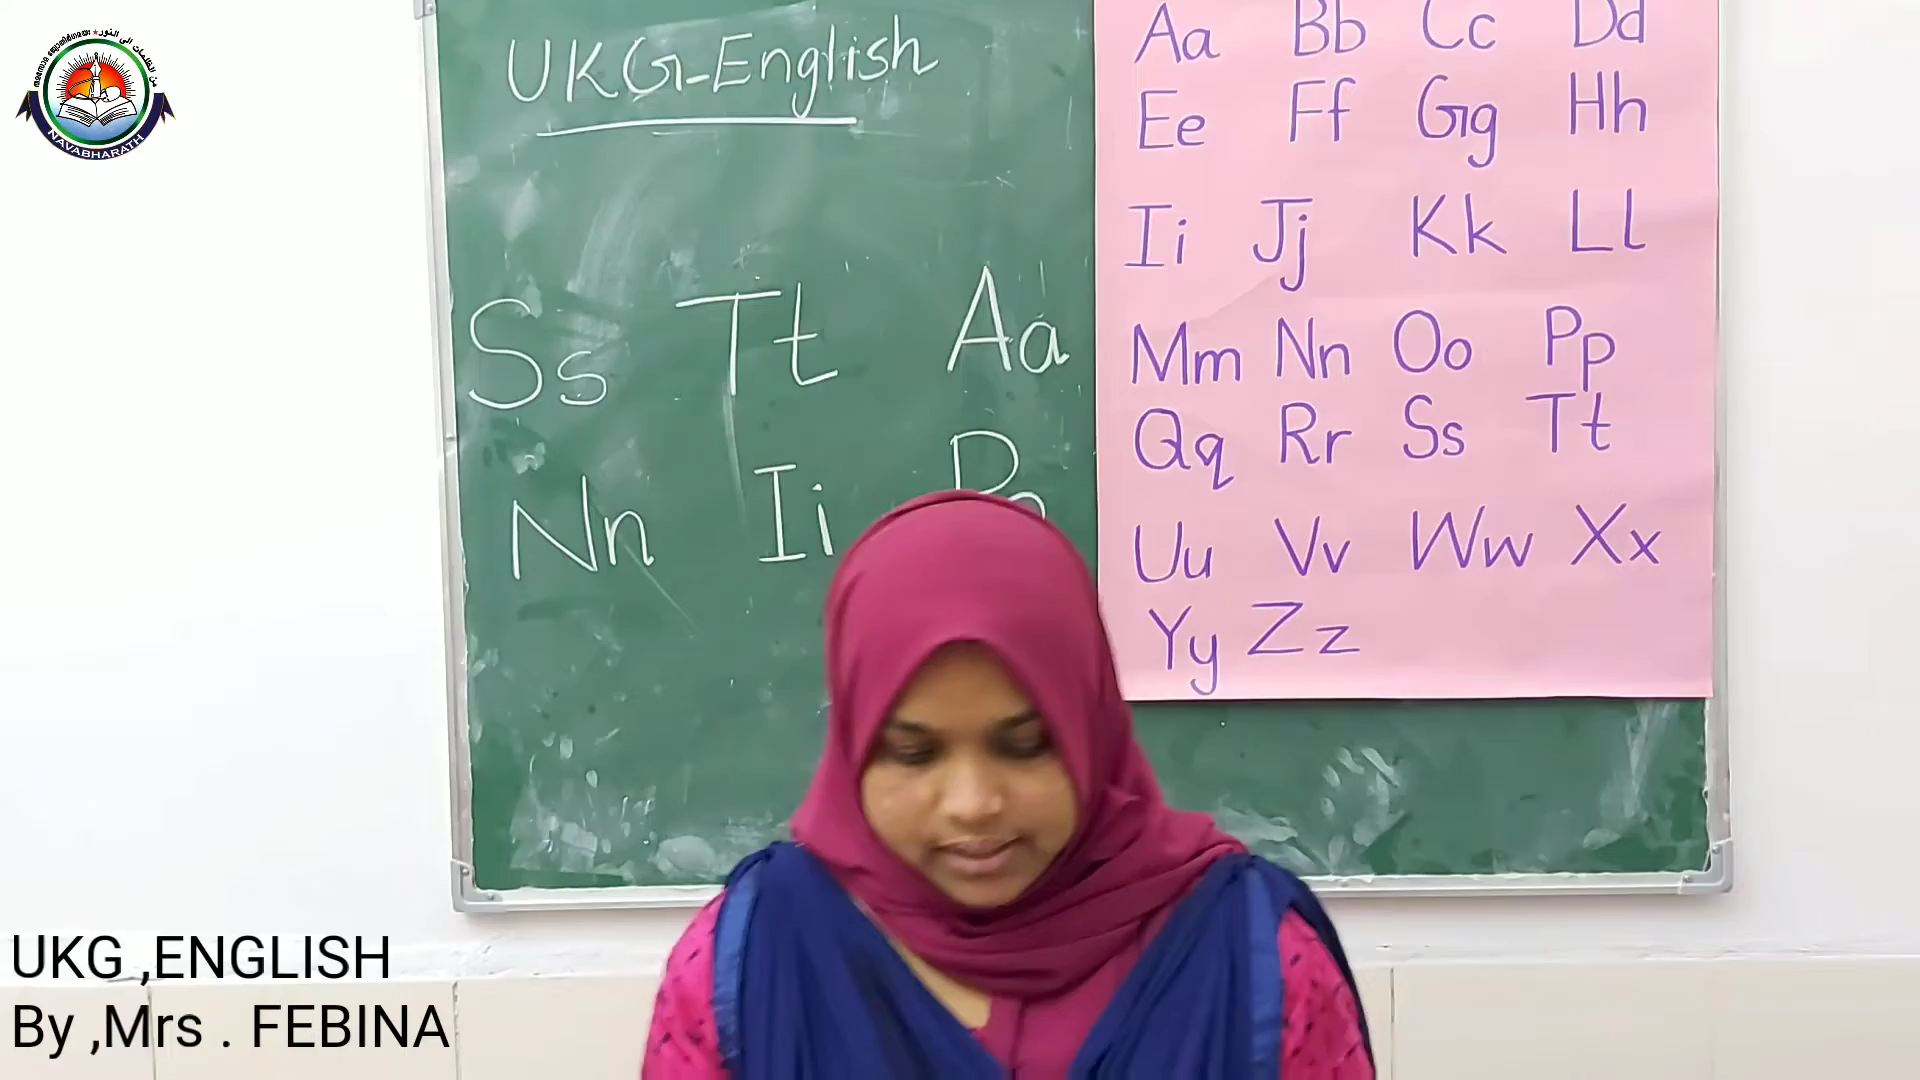 NAVABHARATH
UKG-English
Ss Tt Aa
Nn Ii
Aa Bb Cc Dd
Ee Ff Gg Hh
Ii Jj Kk Ll
Mm Nn Oo Pp
Qq Rr Ss Tt
Uu Vv Ww Xx
Yy Zz
UKG ,ENGLISH
By ,Mrs . FEBINA